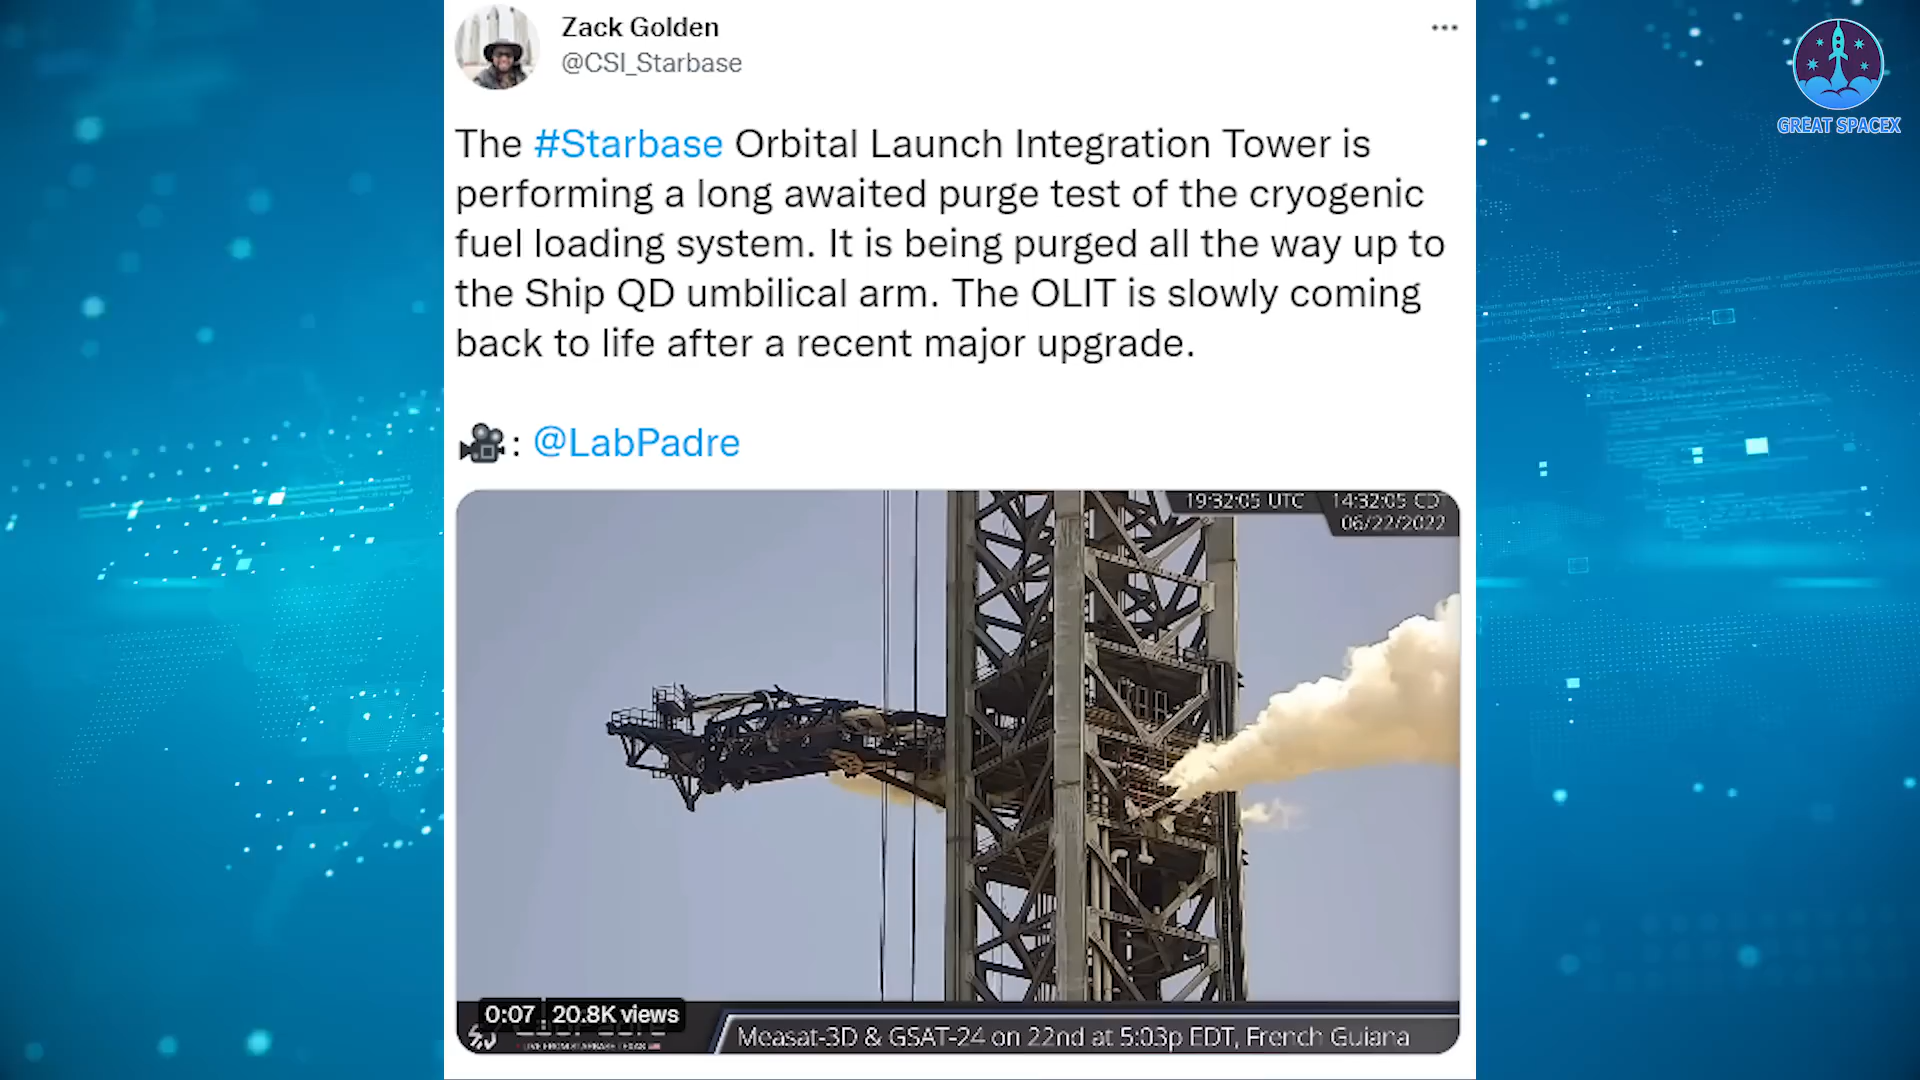 Zack Golden
@CSI_Starbase
GREAT SPACEX
The #Starbase Orbital Launch Integration Tower is
performing a long awaited purge test of the cryogenic
fuel loading system. It is being purged all the way up to
the Ship QD umbilical arm. The OLIT is slowly coming
back to life after a recent major upgrade.
: @LabPadre
19:32:05 UTC 14:32:05 CD
06/22/2022
0:07 20.8K views
LIVE FROM STARBASE TEXAS
Measat-3D & GSAT-24 on 22nd at 5:03p EDT, French Guiana